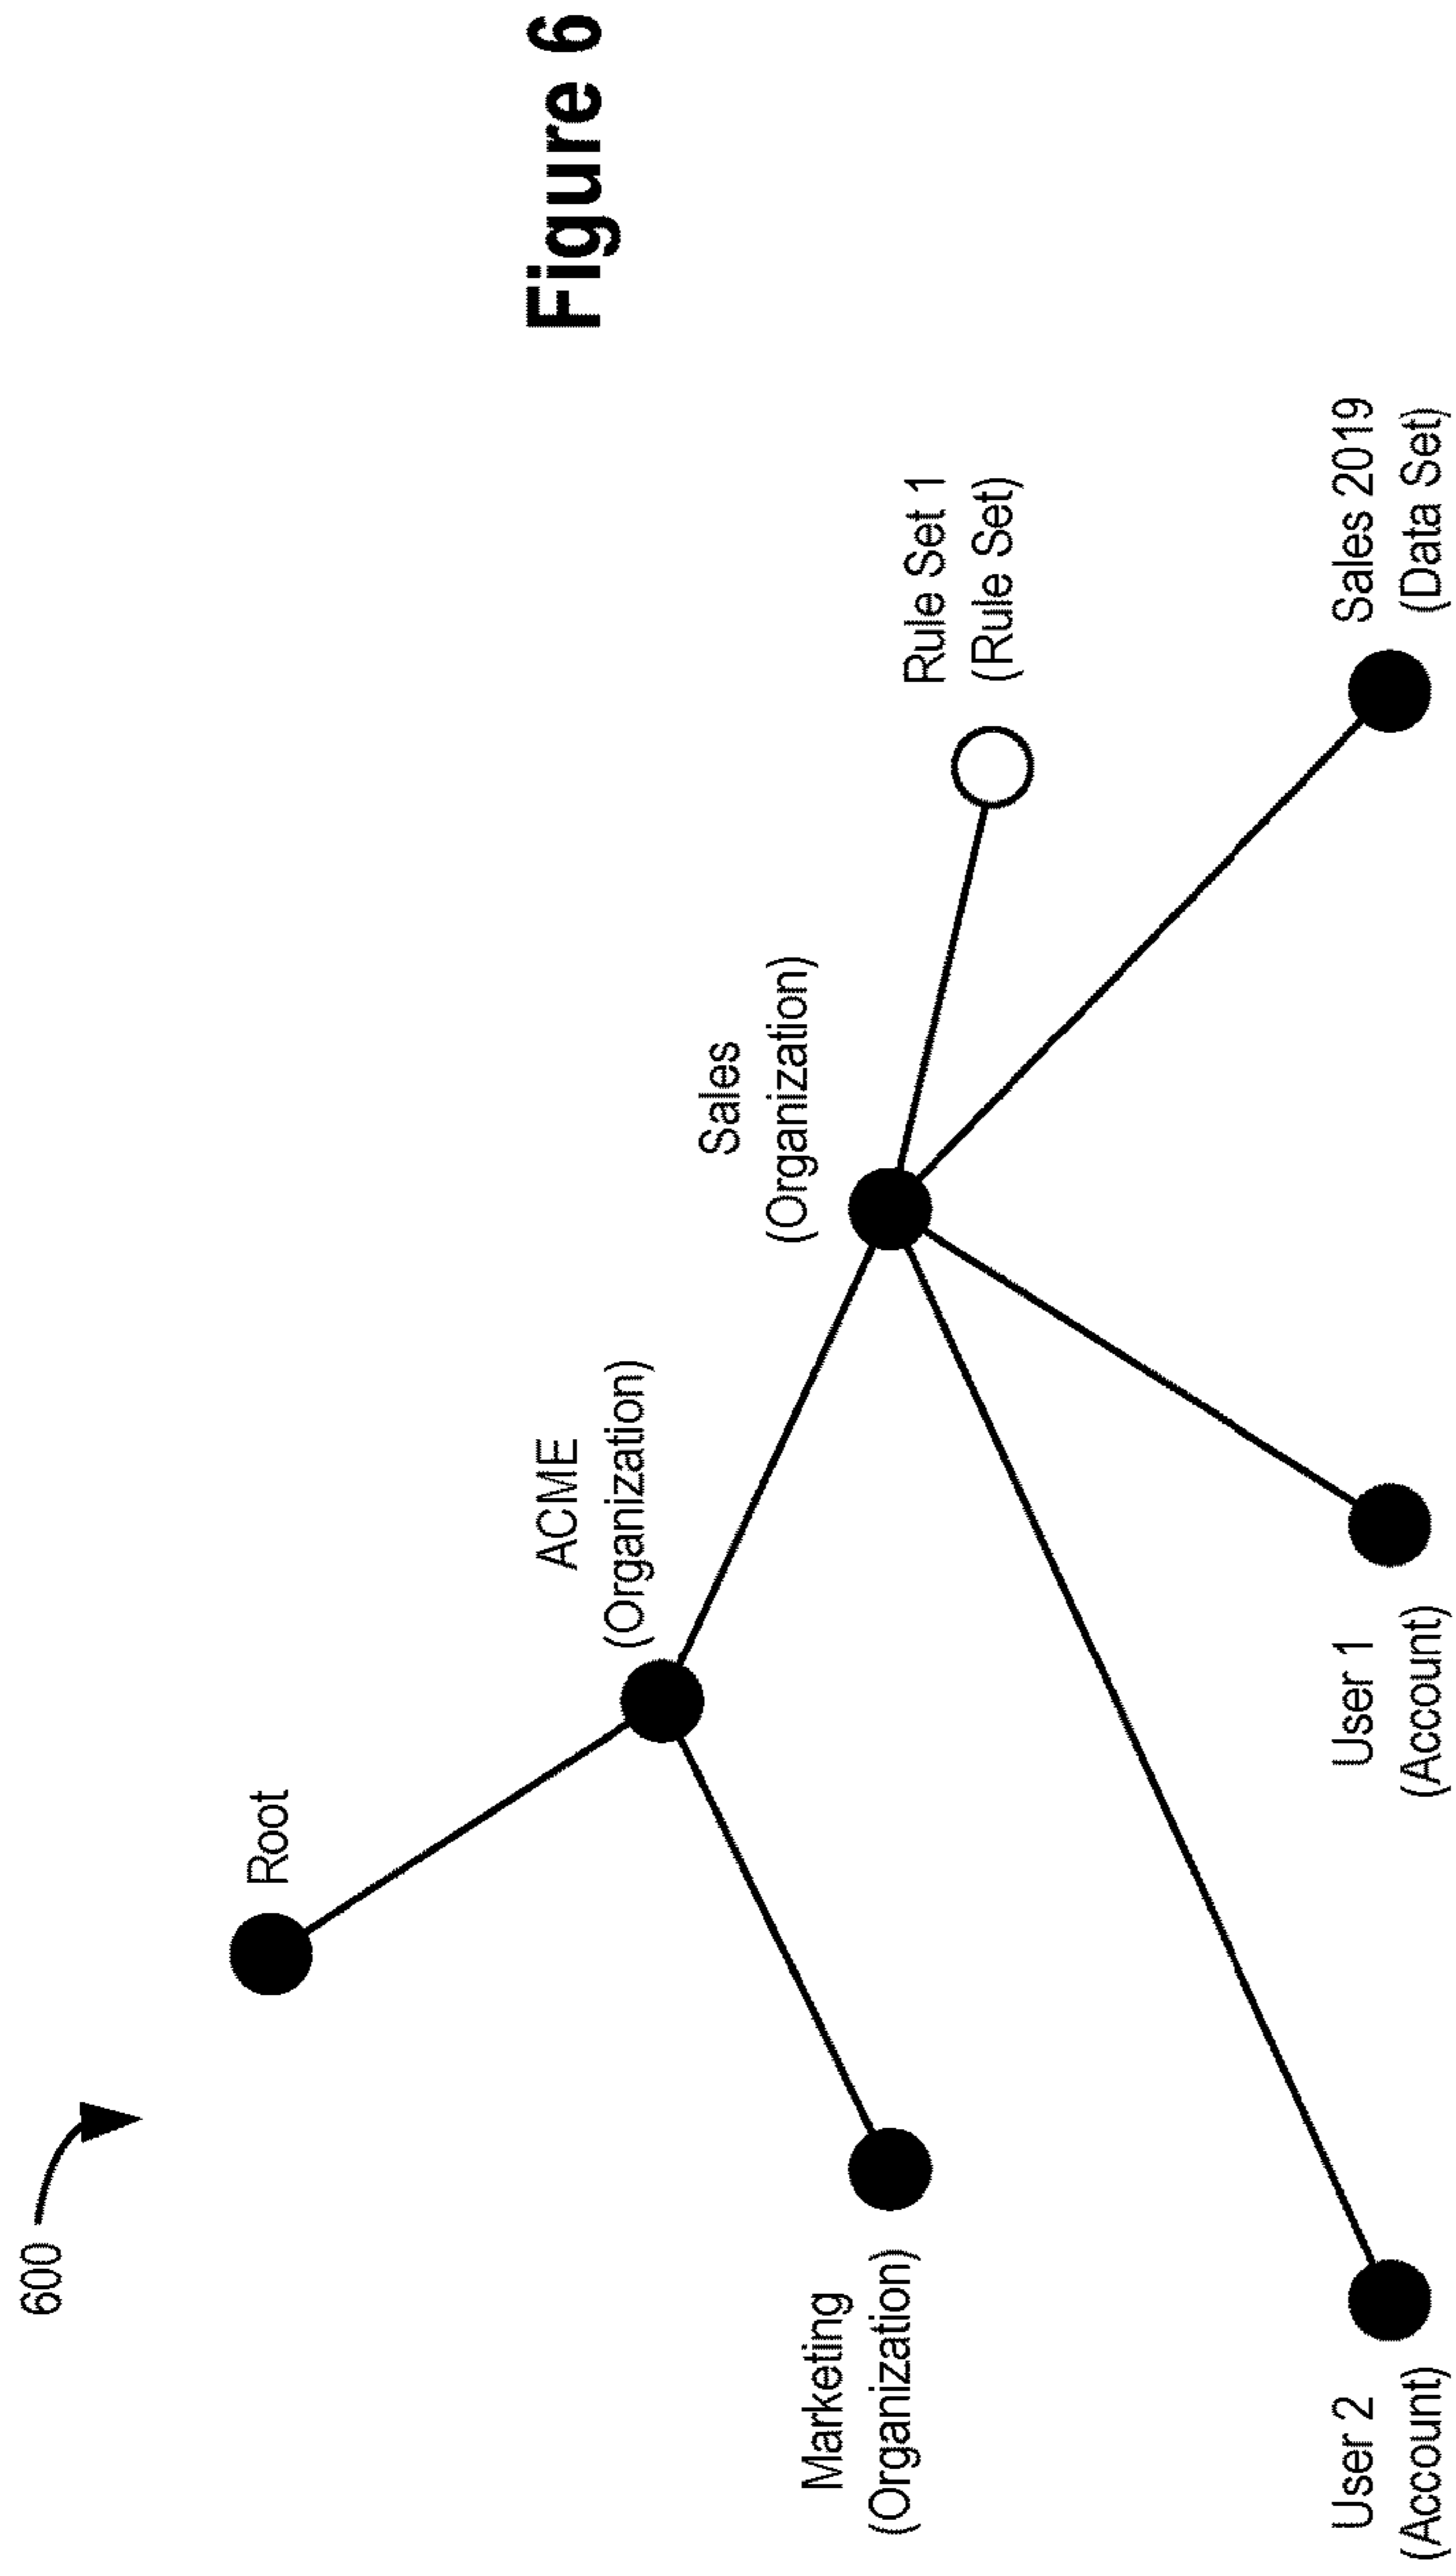 600
Root
ACME
(Organization)
Sales
(Organization)
Marketing
(Organization)
Rule Set 1
(Rule Set)
User 2
(Account)
User 1
(Account)
Sales 2019
(Data Set)
Figure 6